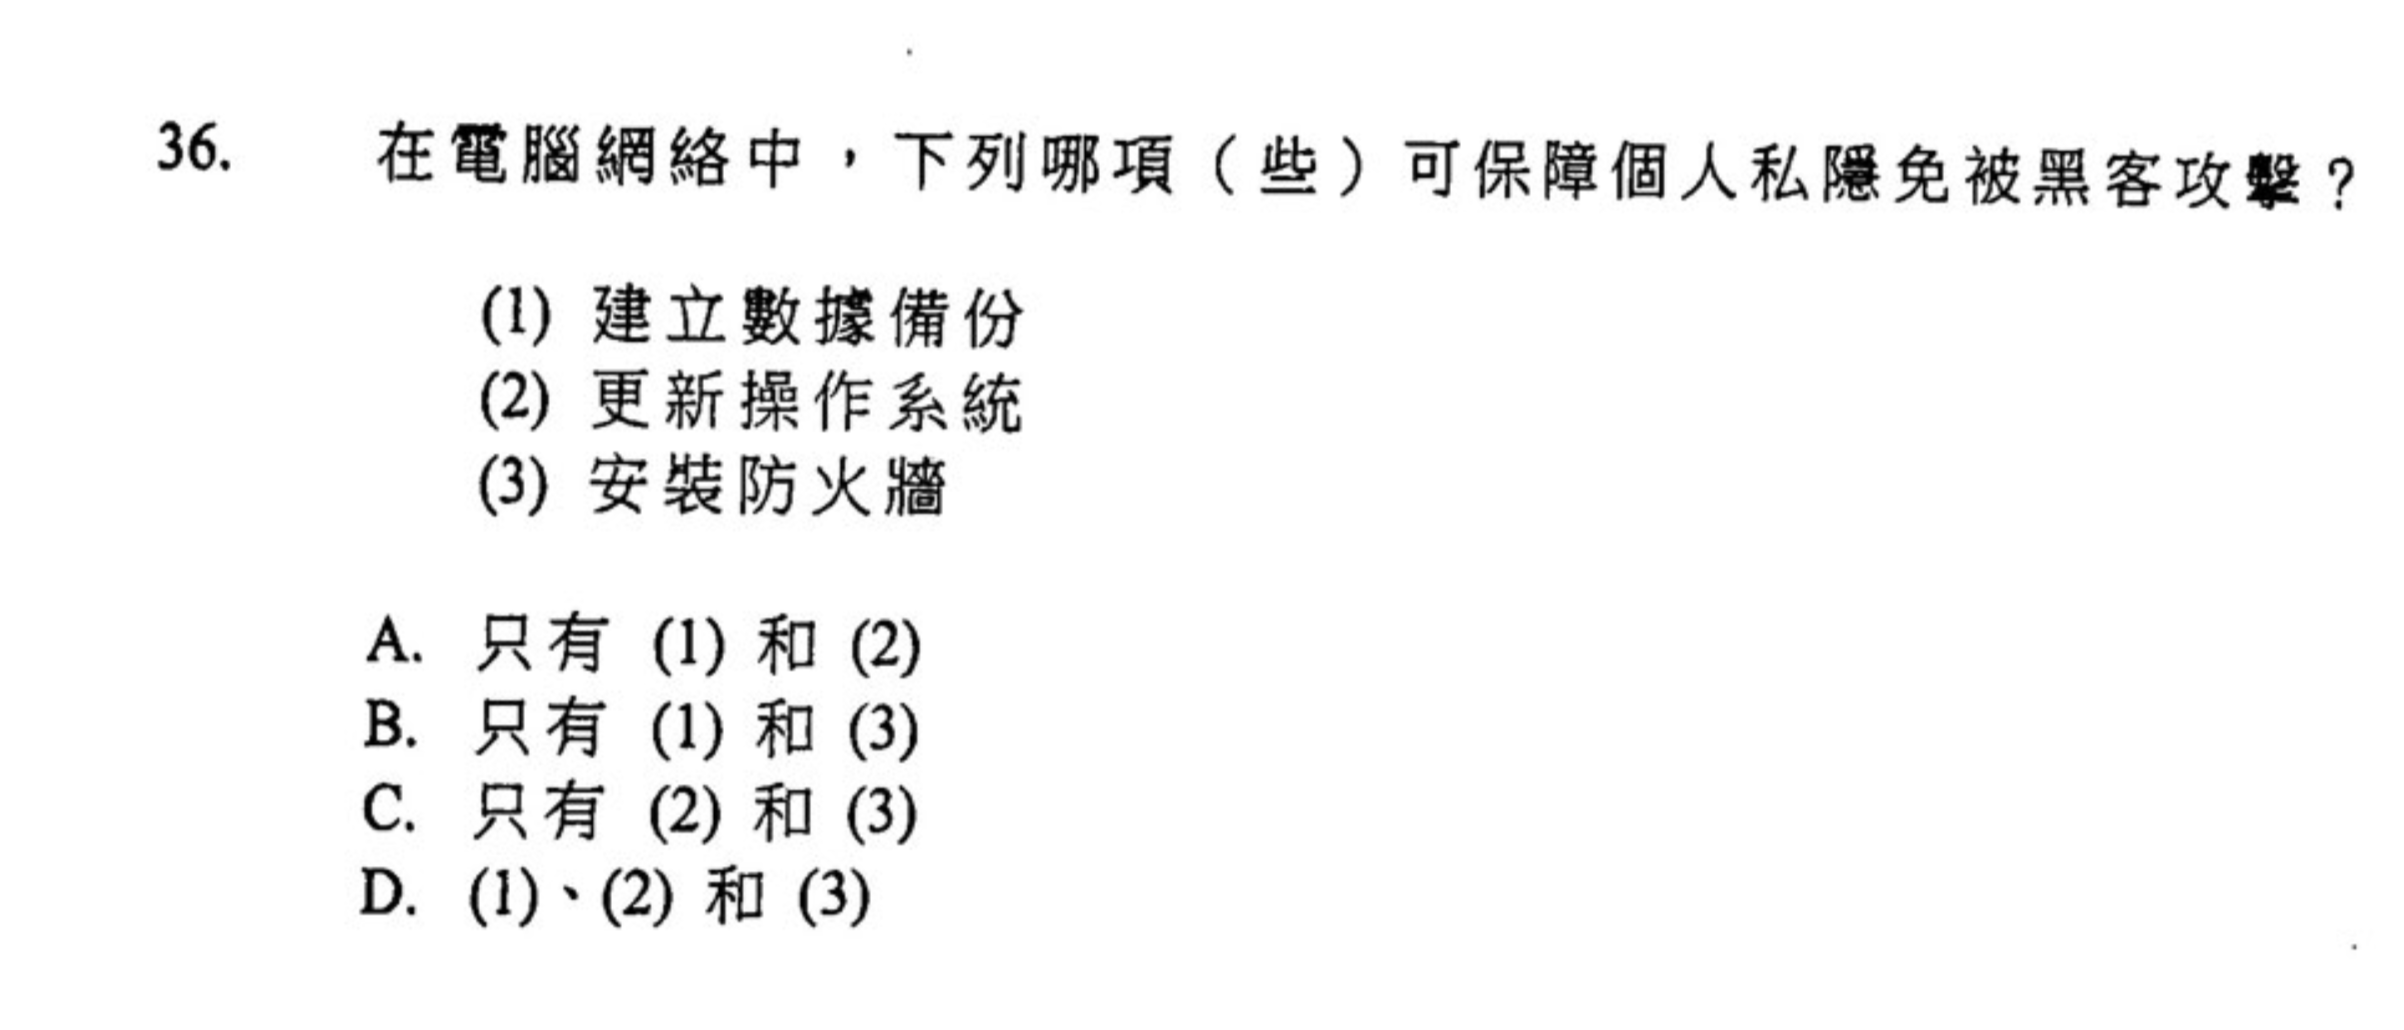 36. 在電腦網絡中，下列哪項（些）可保障個人私隱免被黑客攻擊？
(1) 建立數據備份
(2) 更新操作系統
(3) 安裝防火牆
A. 只有 (1) 和 (2)
B. 只有 (1) 和 (3)
C. 只有 (2) 和 (3)
D. (1)、(2) 和 (3)